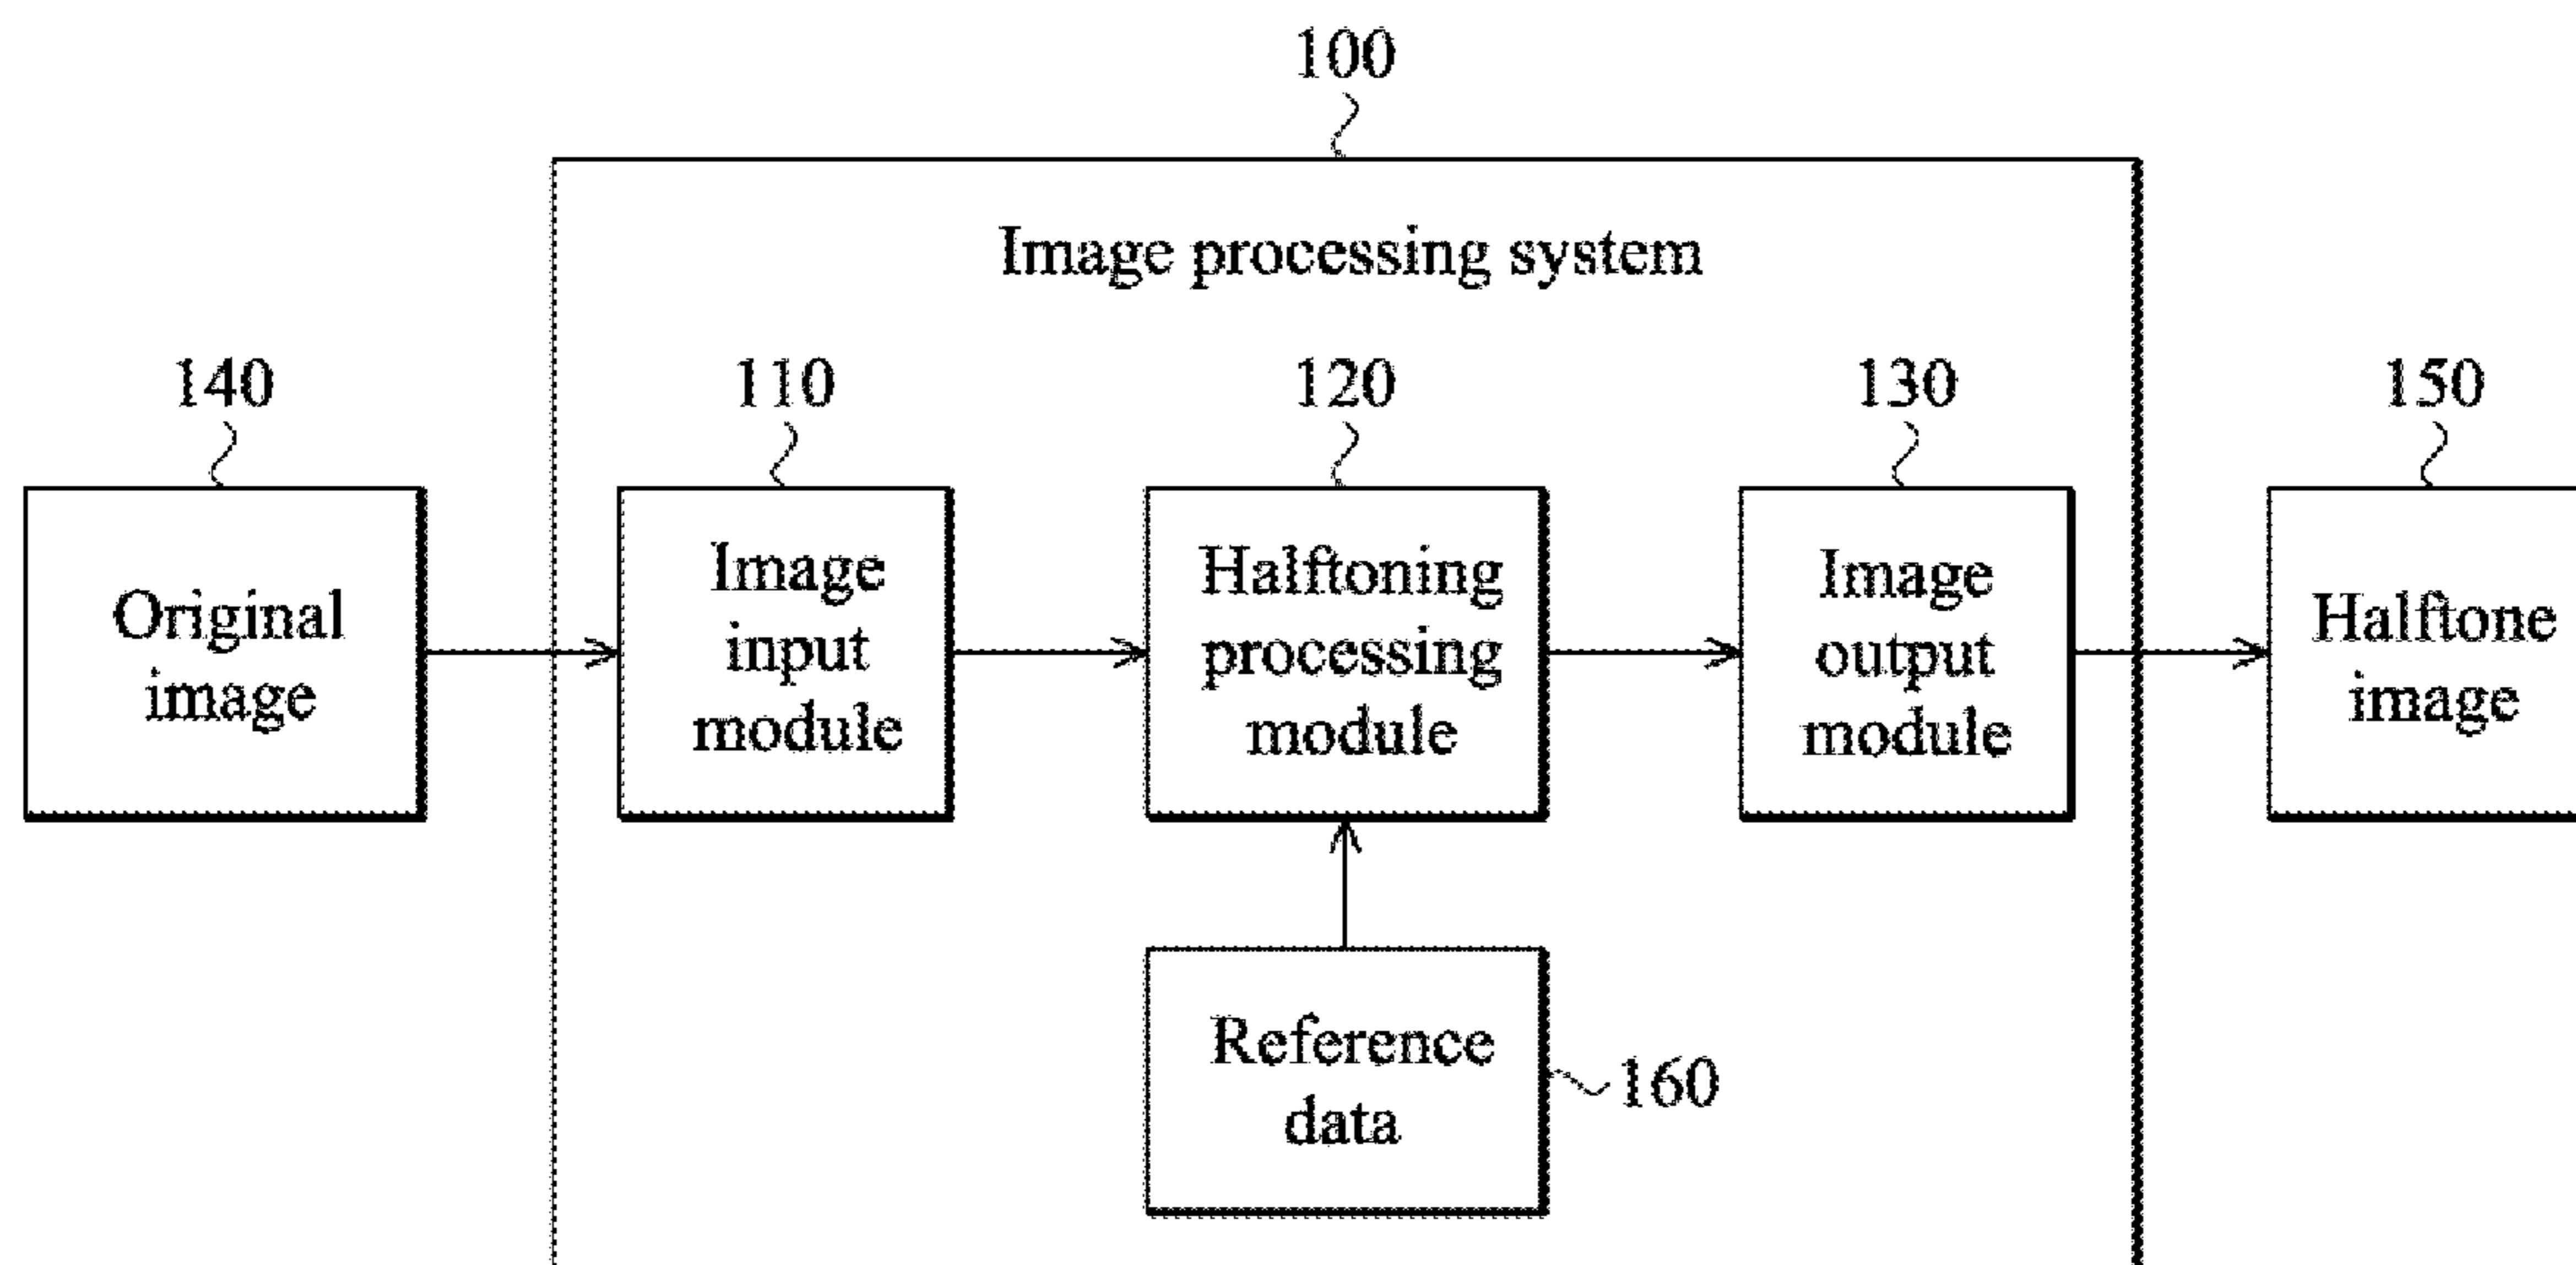 100
Image processing system
140
110
120
130
150
Original
image
Image
input
module
Halftoning
processing
module
Image
output
module
Halftone
image
Reference
data
160